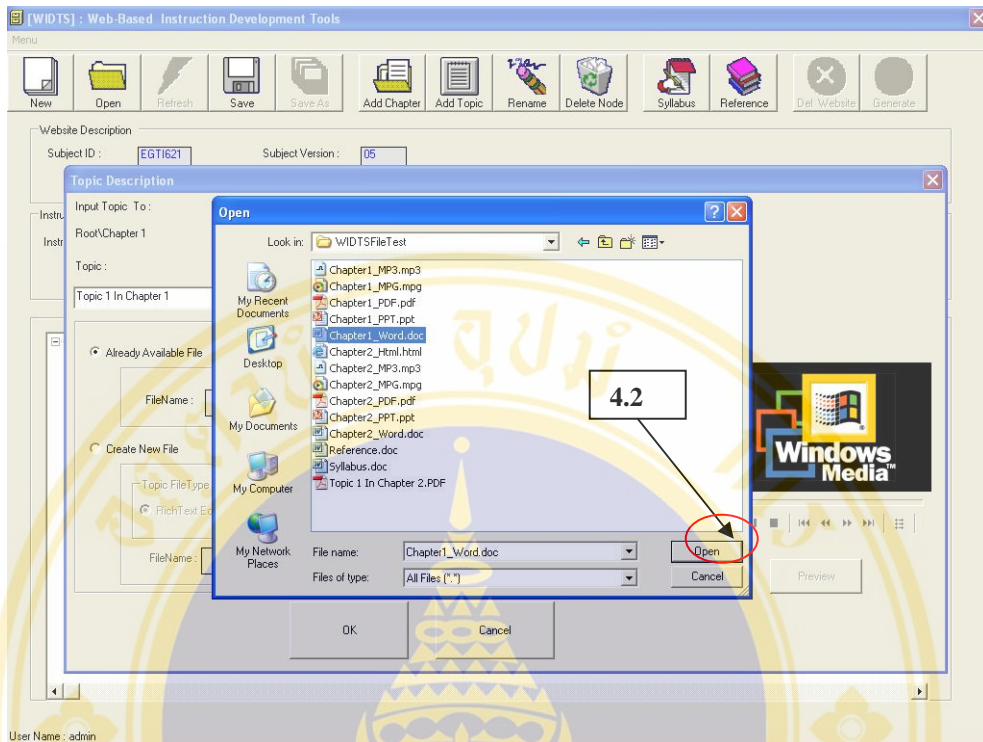 [WIDTS] : Web-Based Instruction Development Tools
Menu
New Open Refresh Save Save As Add Chapter Add Topic Rename Delete Node Syllabus Reference Del Website Generate
Website Description
Subject ID : EGTI621 Subject Version : 05
Topic Description
Input Topic To :
Root\Chapter 1
Topic :
Topic 1 In Chapter 1
Already Available File
FileName :
Create New File
Topic FileType
FileName :
OK Cancel
Open
Look in: WIDTSFileTest
My Recent Documents
Desktop
My Documents
My Computer
My Network Places
Chapter1_MP3.mp3
Chapter1_MPG.mpg
Chapter1_PDF.pdf
Chapter1_PPT.ppt
Chapter1_Word.doc
Chapter2_Html.html
Chapter2_MP3.mp3
Chapter2_MPG.mpg
Chapter2_PDF.pdf
Chapter2_PPT.ppt
Chapter2_Word.doc
Reference.doc
Syllabus.doc
Topic 1 In Chapter 2.PDF
File name: Chapter1_Word.doc Open
Files of type: All Files (*.*) Cancel
4.2
Windows
Media™
Preview
User Name : admin